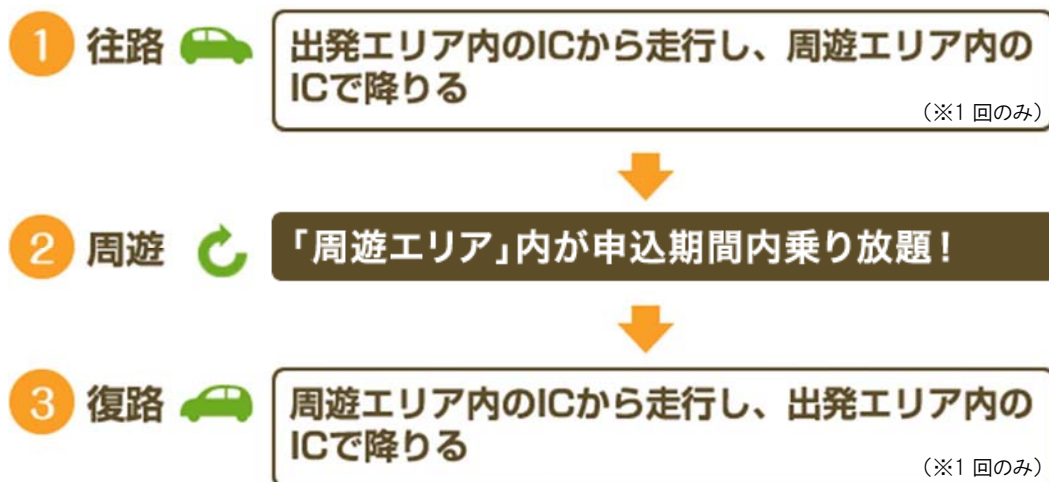 1 往路 出発エリア内のICから走行し、周遊エリア内の
ICで降りる
（※1 回のみ）
2 周遊 「周遊エリア」内が申込期間内乗り放題！
3 復路 周遊エリア内のICから走行し、出発エリア内の
ICで降りる
（※1 回のみ）